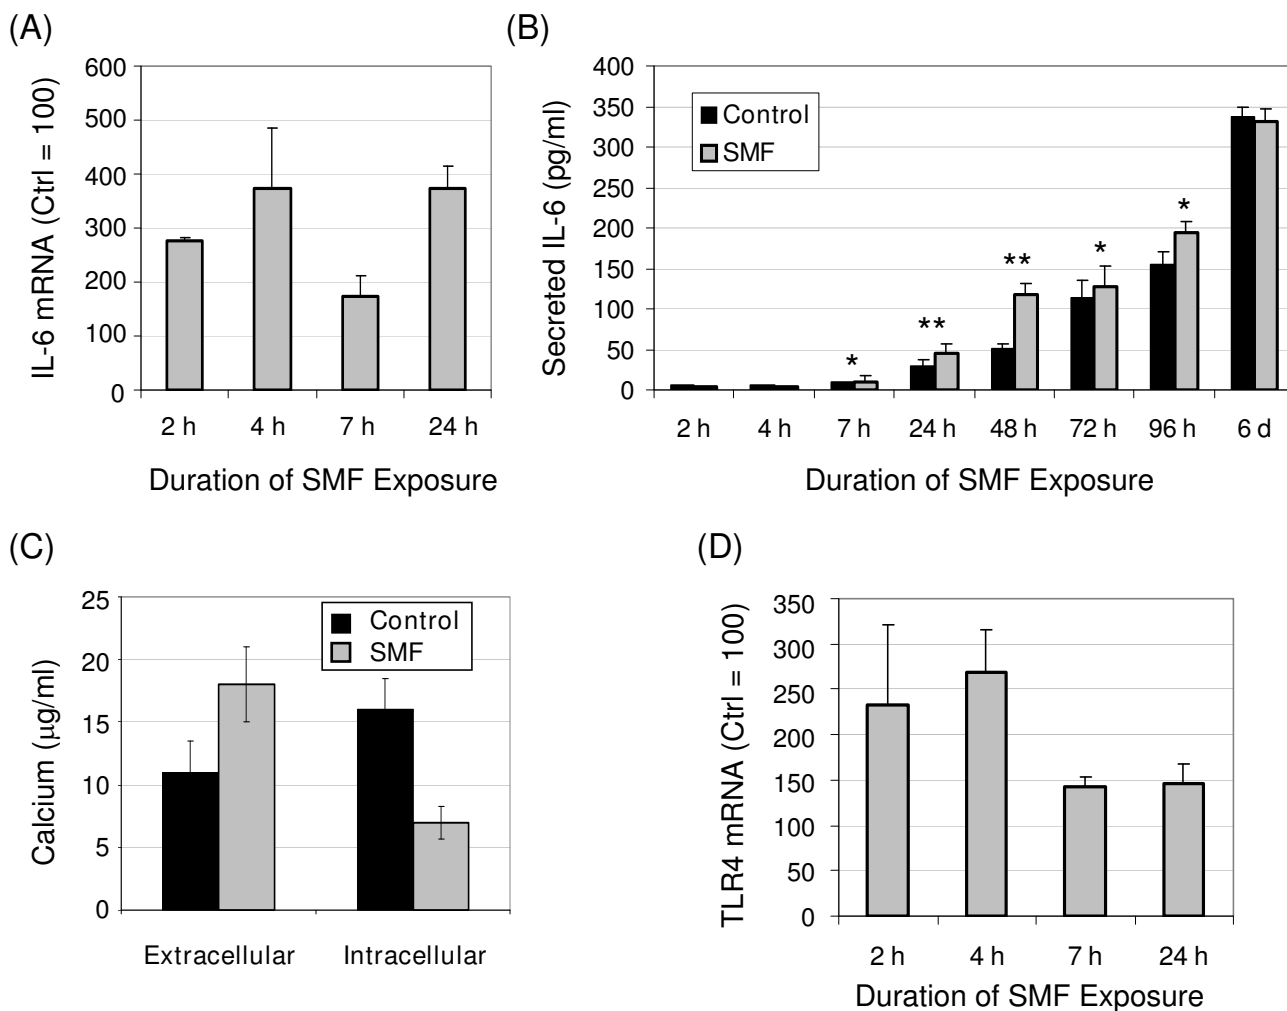 (A)
IL-6 mRNA (Ctrl = 100)
600
500
400
300
200
100
0
2 h 4 h 7 h 24 h
Duration of SMF Exposure
(B)
Secreted IL-6 (pg/ml)
400
350
300
250
200
150
100
50
0
Control
SMF
*
**
**
*
*
2 h 4 h 7 h 24 h 48 h 72 h 96 h 6 d
Duration of SMF Exposure
(C)
Calcium (μg/ml)
25
20
15
10
5
0
Control
SMF
Extracellular Intracellular
(D)
TLR4 mRNA (Ctrl = 100)
350
300
250
200
150
100
50
0
2 h 4 h 7 h 24 h
Duration of SMF Exposure